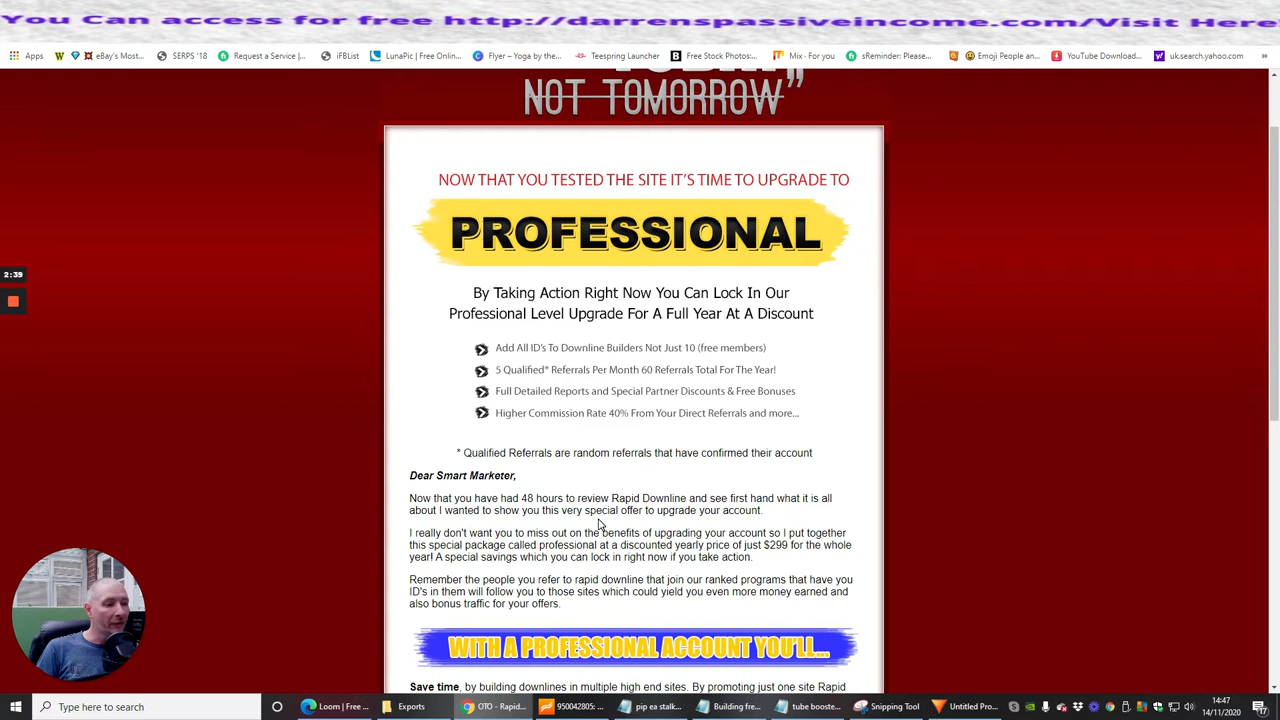 You Can access for free http://darrenspassiveincome.com/Visit Here
Apps
eBay's Most...
SERPS '18
Request a Service |...
iFBList
LunaPic | Free Onlin...
Flyer – Yoga by the...
Teespring Launcher
Free Stock Photos:...
Mix · For you
sReminder: Please...
Emoji People an...
YouTube Download...
uk.search.yahoo.com
NOT TOMORROW”
NOW THAT YOU TESTED THE SITE IT'S TIME TO UPGRADE TO
PROFESSIONAL
2:39
By Taking Action Right Now You Can Lock In Our
Professional Level Upgrade For A Full Year At A Discount
Add All ID's To Downline Builders Not Just 10 (free members)
5 Qualified* Referrals Per Month 60 Referrals Total For The Year!
Full Detailed Reports and Special Partner Discounts & Free Bonuses
Higher Commission Rate 40% From Your Direct Referrals and more...
* Qualified Referrals are random referrals that have confirmed their account
Dear Smart Marketer,
Now that you have had 48 hours to review Rapid Downline and see first hand what it is all
about I wanted to show you this very special offer to upgrade your account.
I really don't want you to miss out on the benefits of upgrading your account so I put together
this special package called professional at a discounted yearly price of just $299 for the whole
year! A special savings which you can lock in right now if you take action.
Remember the people you refer to rapid downline that join our ranked programs that have you
ID's in them will follow you to those sites which could yield you even more money earned and
also bonus traffic for your offers.
WITH A PROFESSIONAL ACCOUNT YOU'LL...
Save time, by building downlines in multiple high end sites. By promoting just one site Rapid
Type here to search
Loom | Free ...
Exports
OTO - Rapid...
950042805: ...
pip ea stalk...
Building fre...
tube booste...
Snipping Tool
Untitled Pro...
14:47
14/11/2020